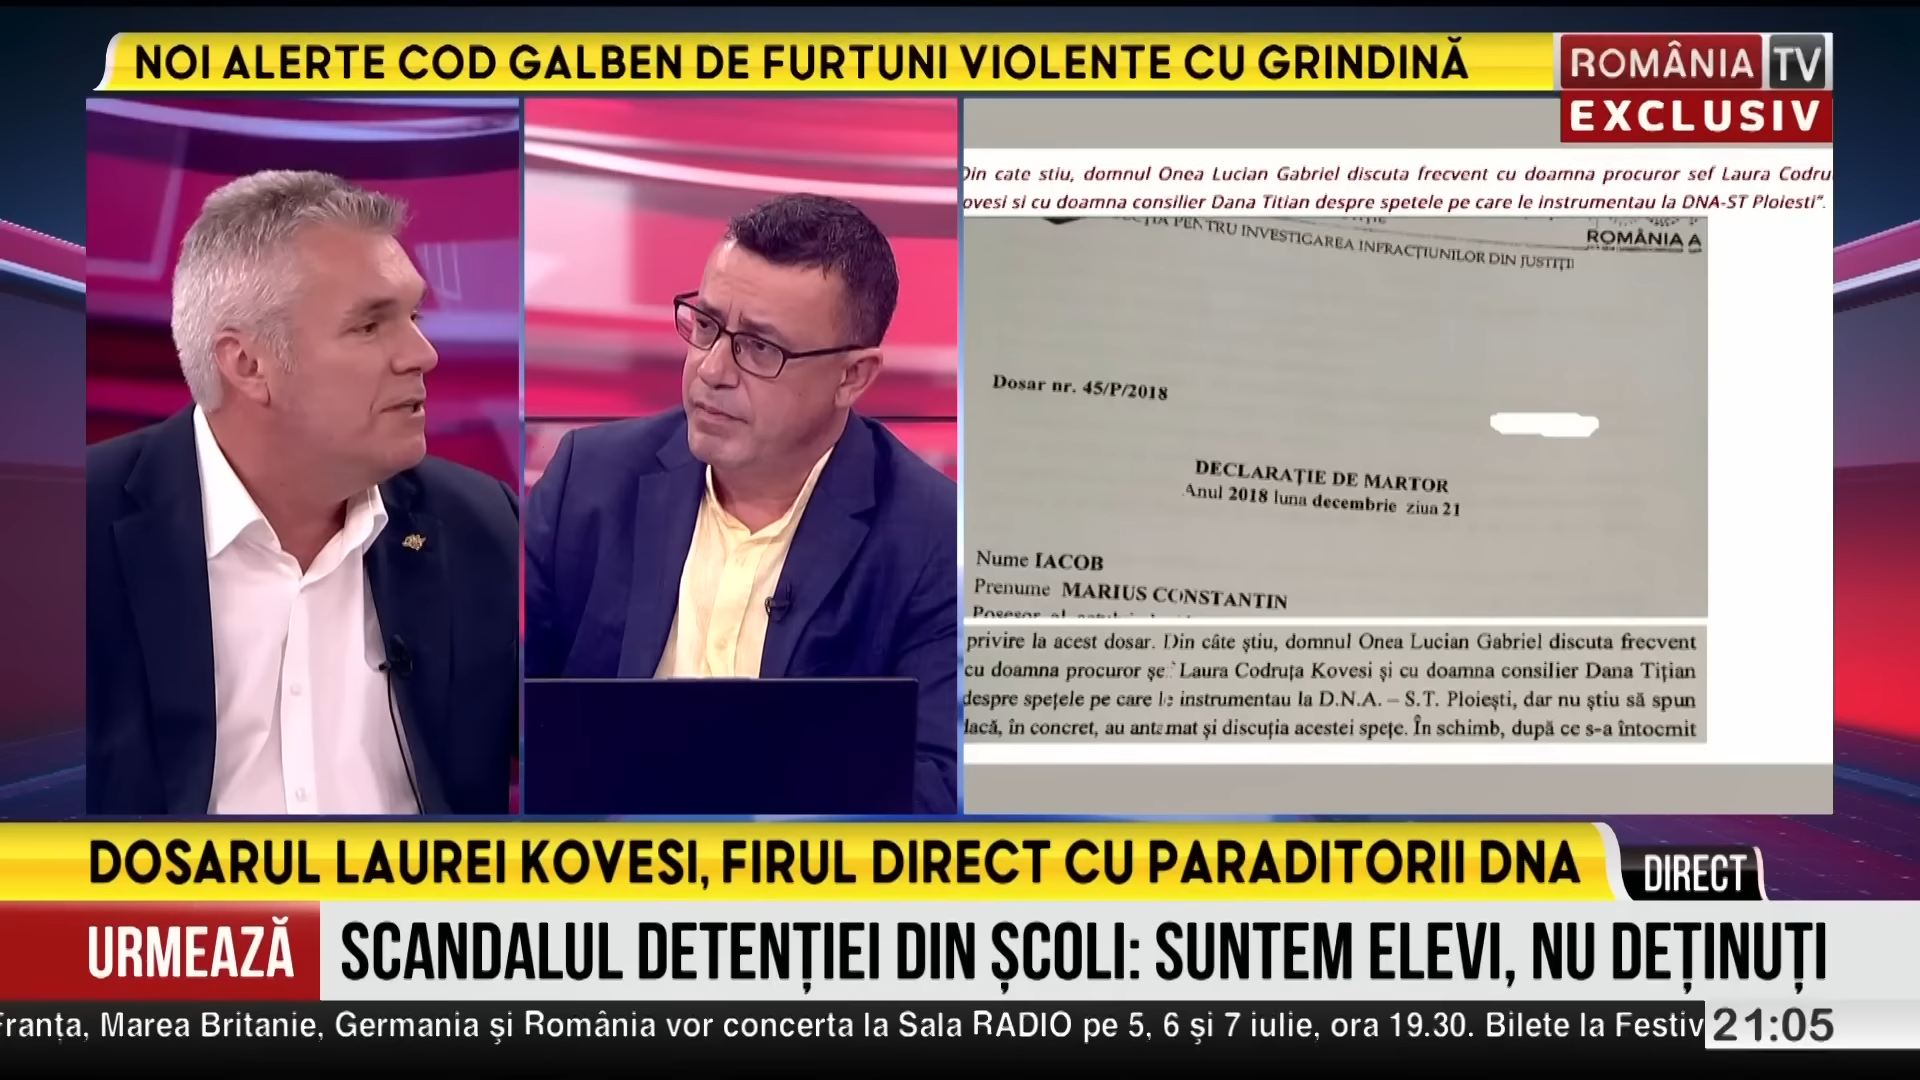 NOI ALERTE COD GALBEN DE FURTUNI VIOLENTE CU GRINDINĂ
ROMÂNIA TV
EXCLUSIV
Din cate stiu, domnul Onea Lucian Gabriel discuta frecvent cu doamna procuror sef Laura Codru
ovesi si cu doamna consilier Dana Titian despre spetele pe care le instrumentau la DNA-ST Ploiesti".
PENTRU INVESTIGAREA INFRACȚIUNILOR DIN JUSTIȚI
ROMÂNIA A
Dosar nr. 45/P/2018
DECLARAȚIE DE MARTOR
Anul 2018 luna decembrie ziua 21
Nume IACOB
Prenume MARIUS CONSTANTIN
Posesor al
privire la acest dosar. Din câte știu, domnul Onea Lucian Gabriel discuta frecvent
cu doamna procuror șe Laura Codruța Kovesi și cu doamna consilier Dana Tițian
despre spețele pe care le instrumentau la D.N.A. – S.T. Ploiești, dar nu știu să spun
dacă, în concret, au antamat și discuția acestei spețe. În schimb, după ce s-a întocmit
DOSARUL LAUREI KOVESI, FIRUL DIRECT CU PARADITORII DNA
DIRECT
URMEAZĂ
SCANDALUL DETENȚIEI DIN ȘCOLI: SUNTEM ELEVI, NU DEȚINUȚI
Franța, Marea Britanie, Germania și România vor concerta la Sala RADIO pe 5, 6 și 7 iulie, ora 19.30. Bilete la Festiv
21:05